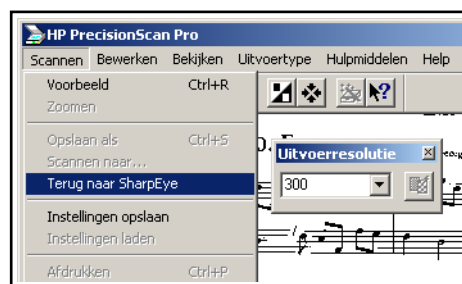 HP PrecisionScan Pro
Scannen Bewerken Bekijken Uitvoertype Hulpmiddelen Help
Voorbeeld Ctrl+R
Zoomen
Opslaan als Ctrl+S
Scannen naar...
Terug naar SharpEye
Instellingen opslaan
Instellingen laden
Afdrukken Ctrl+P
Uitvoerresolutie
300